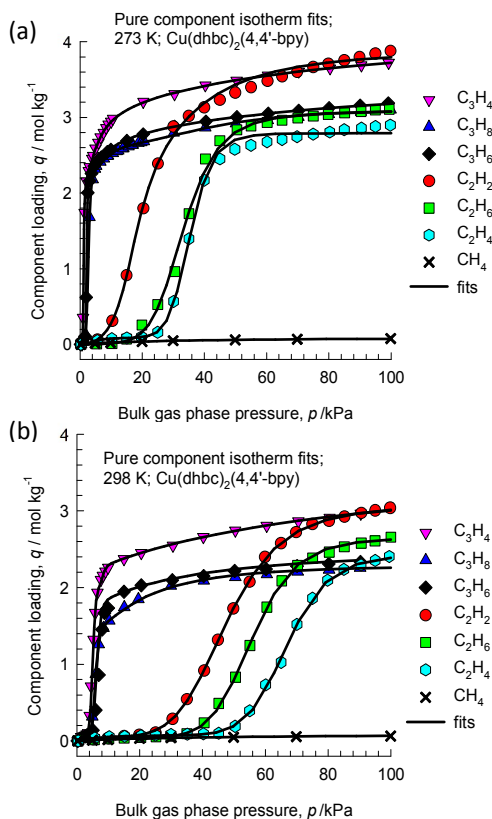 (a)
Pure component isotherm fits;
273 K; Cu(dhbc)2(4,4'-bpy)
4
3
2
1
0
Component loading, q / mol kg-1
0 20 40 60 80 100
Bulk gas phase pressure, p /kPa
C3H4
C3H8
C3H6
C2H2
C2H6
C2H4
CH4
fits
(b)
Pure component isotherm fits;
298 K; Cu(dhbc)2(4,4'-bpy)
4
3
2
1
0
Component loading, q / mol kg-1
0 20 40 60 80 100
Bulk gas phase pressure, p /kPa
C3H4
C3H8
C3H6
C2H2
C2H6
C2H4
CH4
fits